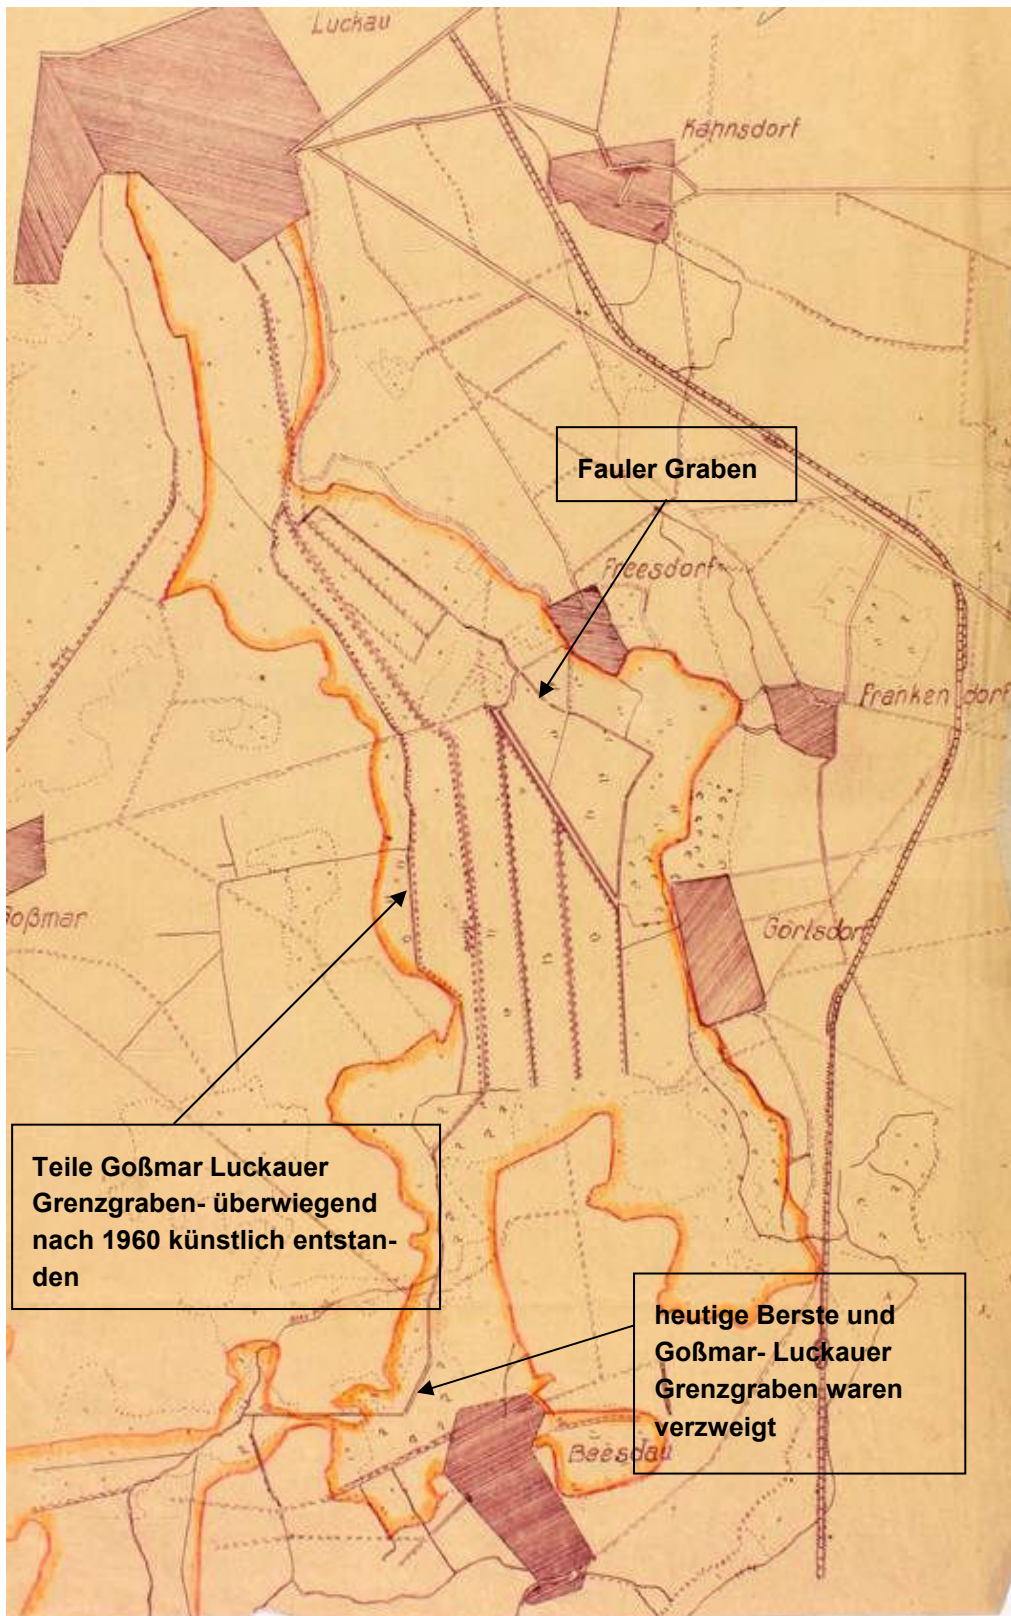 Luckau
Kahnsdorf
Fauler Graben
Freesdorf
Frankendorf
Goßmar
Görlsdorf
Teile Goßmar Luckauer
Grenzgraben- überwiegend
nach 1960 künstlich entstan-
den
heutige Berste und
Goßmar- Luckauer
Grenzgraben waren
verzweigt
Beesdau